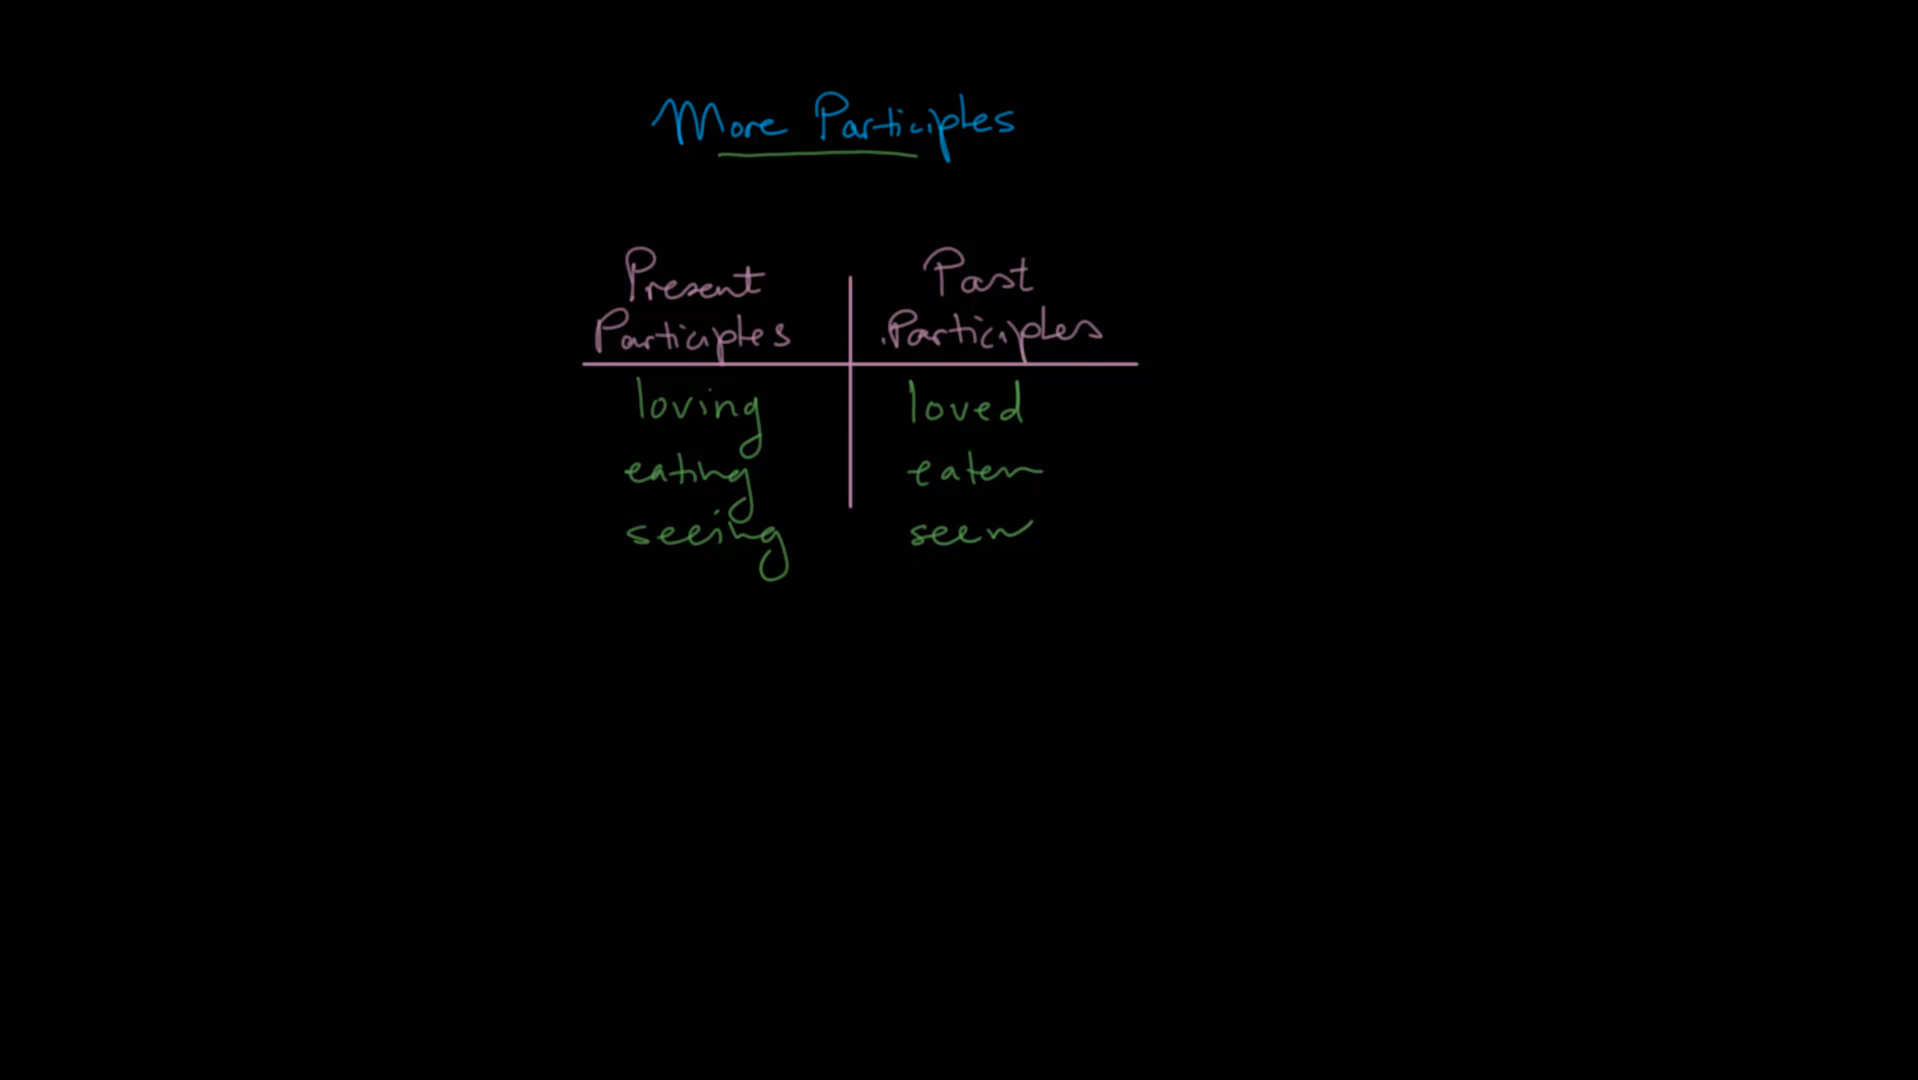 More Participles
Present Past
Participles Participles
loving loved
eating eaten
seeing seen